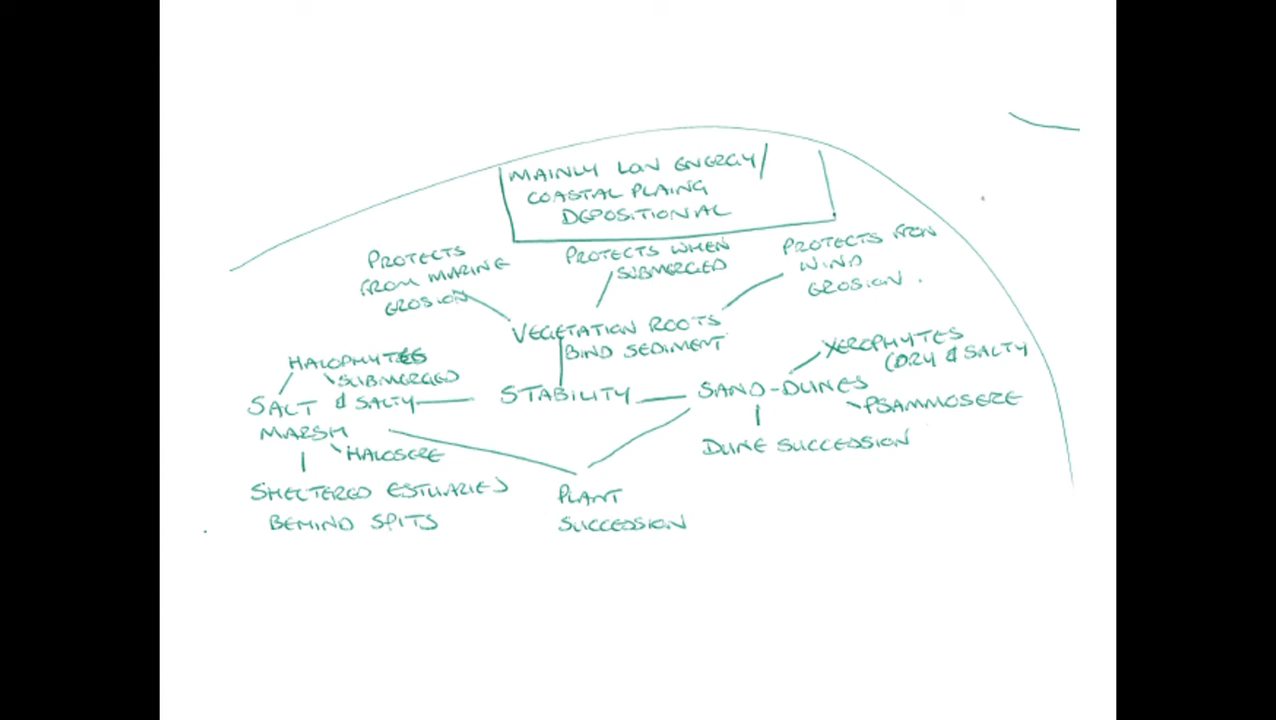 MAINLY LOW ENERGY/
COASTAL PLAINS
DEPOSITIONAL
PROTECTS
FROM MARINE
EROSION
PROTECTS WHEN
SUBMERGED
PROTECTS FROM
WIND
EROSION.
VEGETATION ROOTS
BIND SEDIMENT
HALOPHYTES
SUBMERGED
& SALTY
SALT
MARSH
HALOSERE
SHELTERED ESTUARIES
BEHIND SPITS
STABILITY
SAND-DUNES
XEROPHYTES
(DRY & SALTY
PSAMMOSERE
DUNE SUCCESSION
PLANT
SUCCESSION